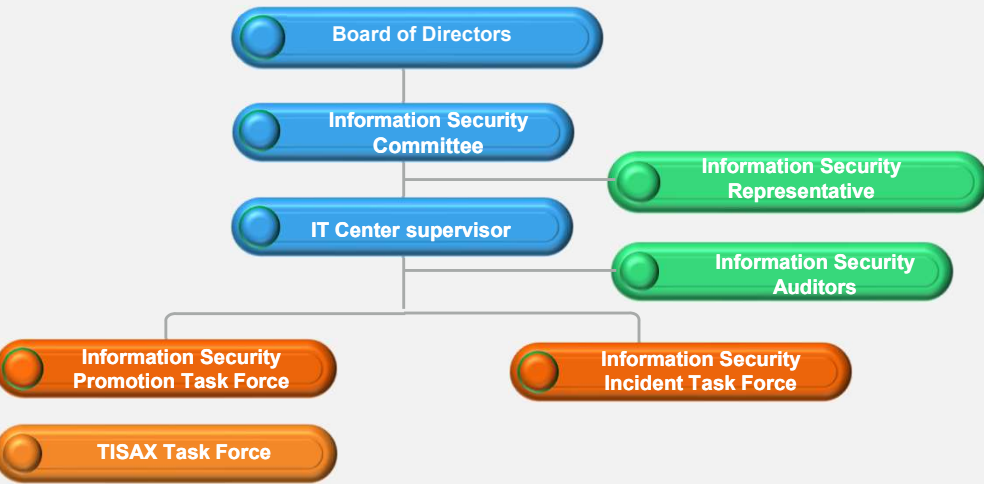 Board of Directors
Information Security
Committee
Information Security
Representative
IT Center supervisor
Information Security
Auditors
Information Security
Promotion Task Force
Information Security
Incident Task Force
TISAX Task Force